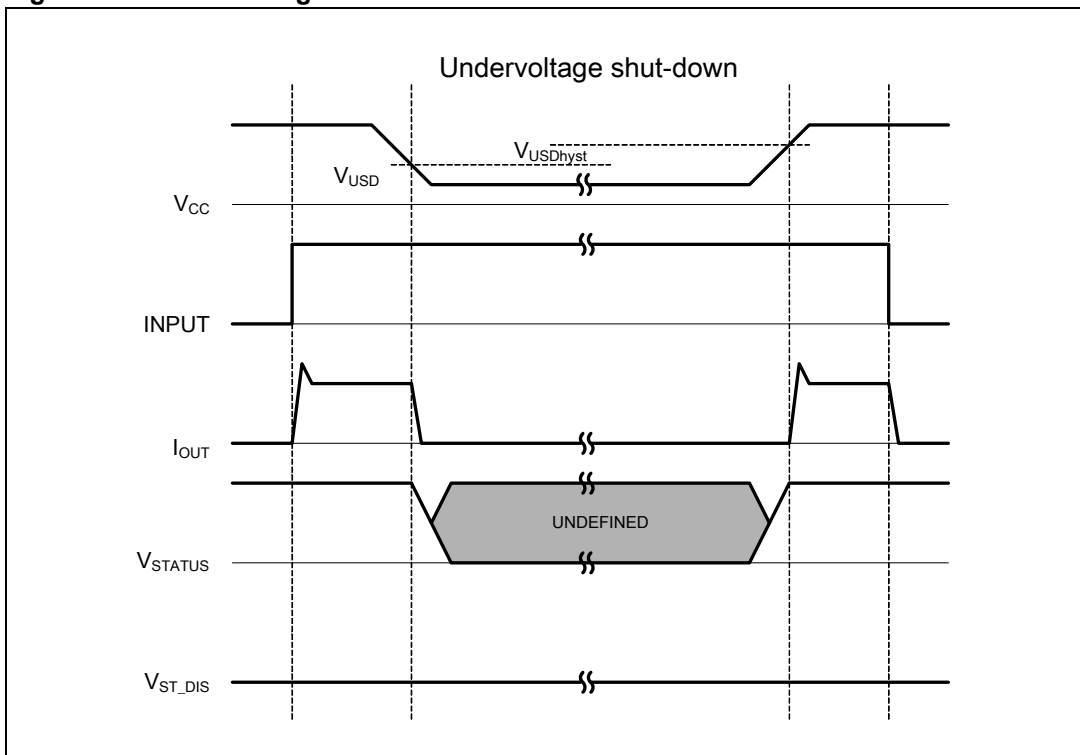 Undervoltage shut-down
VUSDhyst
VUSD
VCC
INPUT
IOUT
UNDEFINED
VSTATUS
VST_DIS